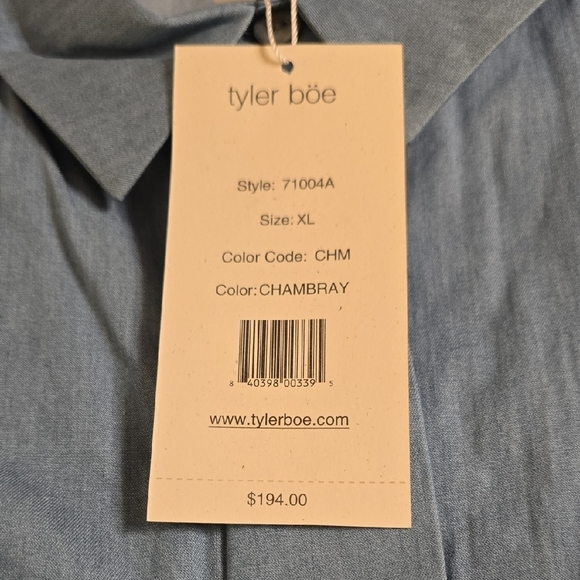 tyler böe
Style: 71004A
Size: XL
Color Code: CHM
Color: CHAMBRAY
8 40398 00339 5
www.tylerboe.com
$194.00